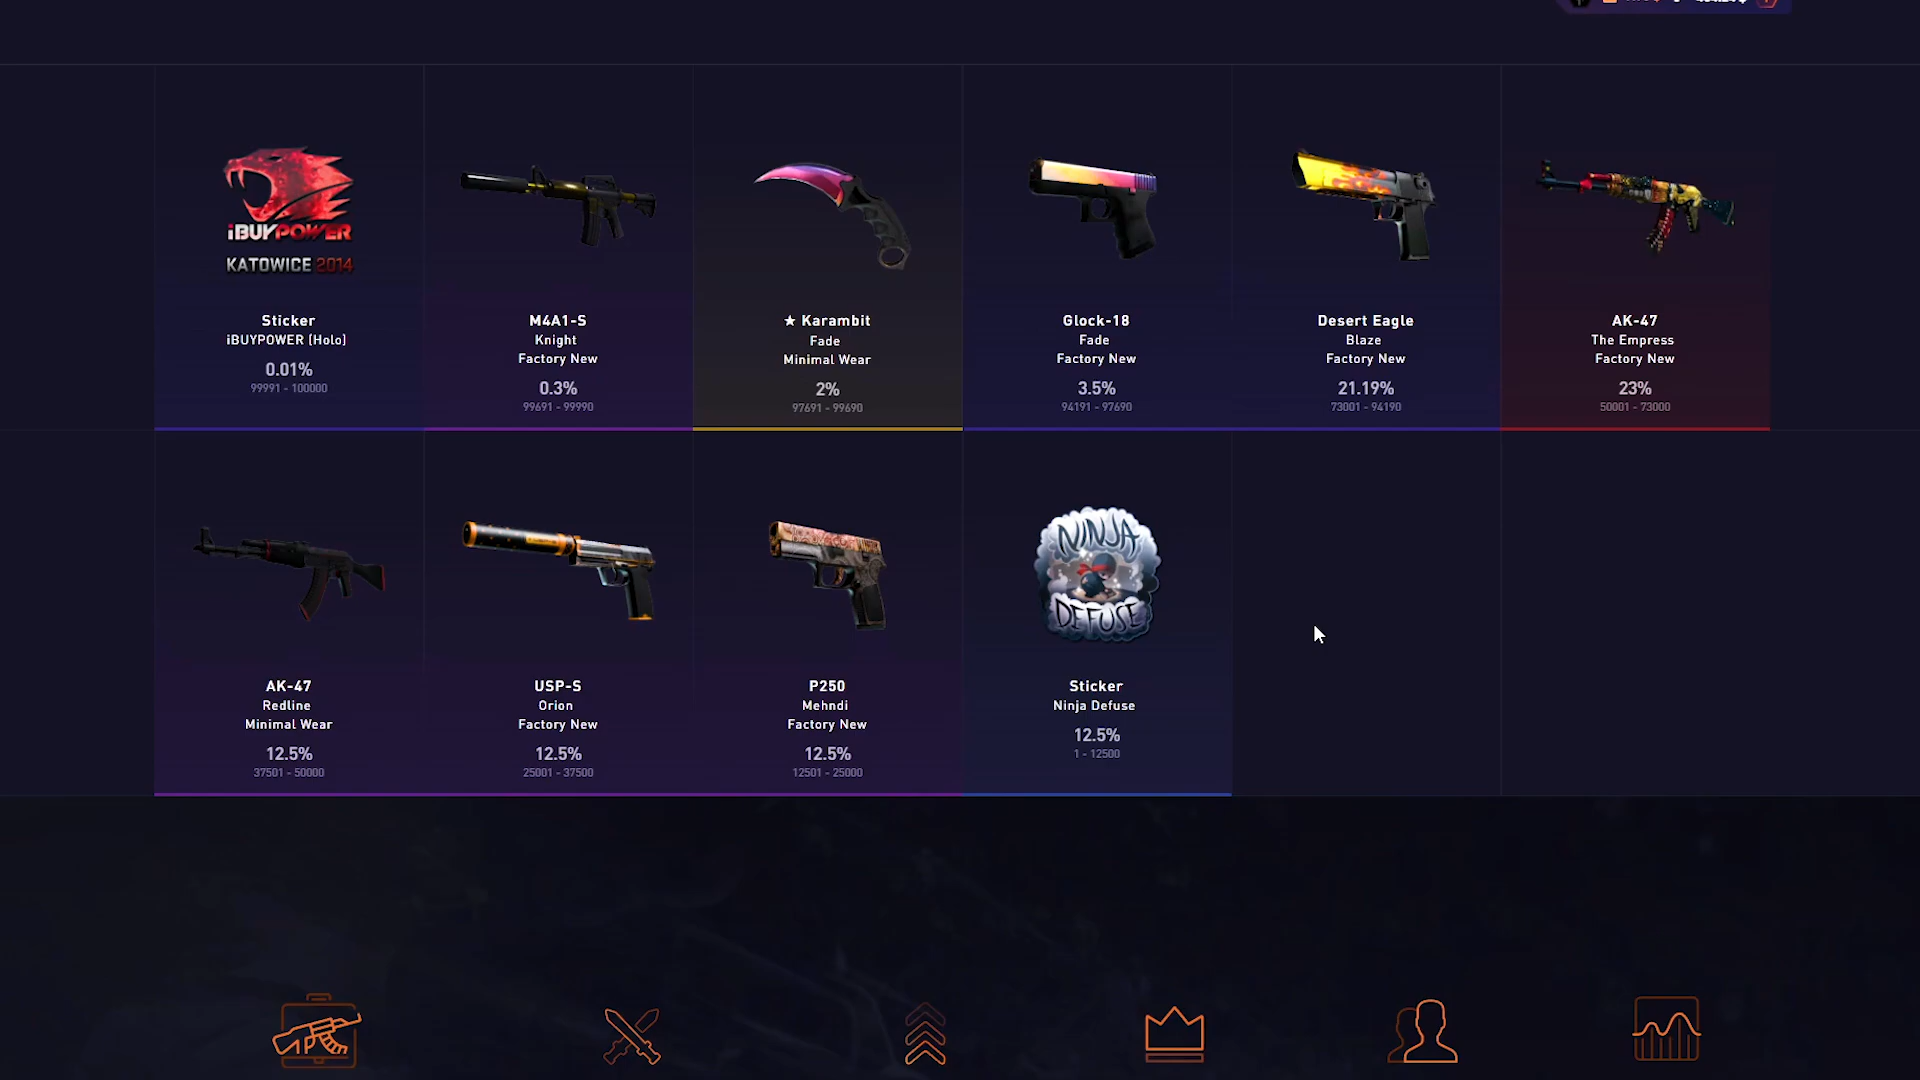 iBUYPOWER
KATOWICE 2014
Sticker
iBUYPOWER (Holo)
0.01%
99991 - 100000
M4A1-S
Knight
Factory New
0.3%
99691 - 99990
★ Karambit
Fade
Minimal Wear
2%
97691 - 99690
Glock-18
Fade
Factory New
3.5%
94191 - 97690
Desert Eagle
Blaze
Factory New
21.19%
73001 - 94190
AK-47
The Empress
Factory New
23%
50001 - 73000
AK-47
Redline
Minimal Wear
12.5%
37501 - 50000
USP-S
Orion
Factory New
12.5%
25001 - 37500
P250
Mehndi
Factory New
12.5%
12501 - 25000
NINJA
DEFUSE
Sticker
Ninja Defuse
12.5%
1 - 12500